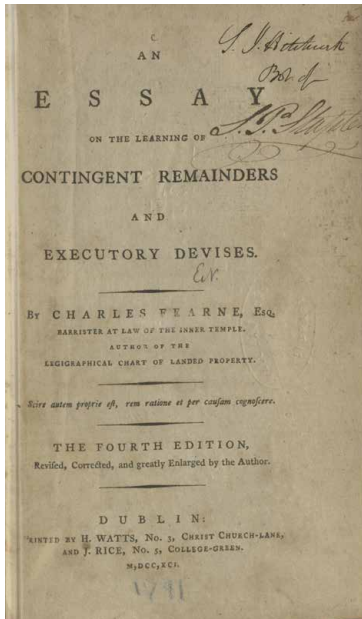 S. J. Hitchcock
Bot of
AN
ESSAY
ON THE LEARNING OF
CONTINGENT REMAINDERS
AND
EXECUTORY DEVISES.
BY CHARLES FEARNE, ESQ.
BARRISTER AT LAW OF THE INNER TEMPLE.
AUTHOR OF THE
LEGIGRAPHICAL CHART OF LANDED PROPERTY.
Scire autem proprie est, rem ratione et per causam cognoscere.
THE FOURTH EDITION,
Revised, Corrected, and greatly Enlarged by the Author.
DUBLIN:
PRINTED BY H. WATTS, No. 3, CHRIST CHURCH-LANE,
AND J. RICE, No. 5, COLLEGE-GREEN.
M,DCC,XCI.
1791